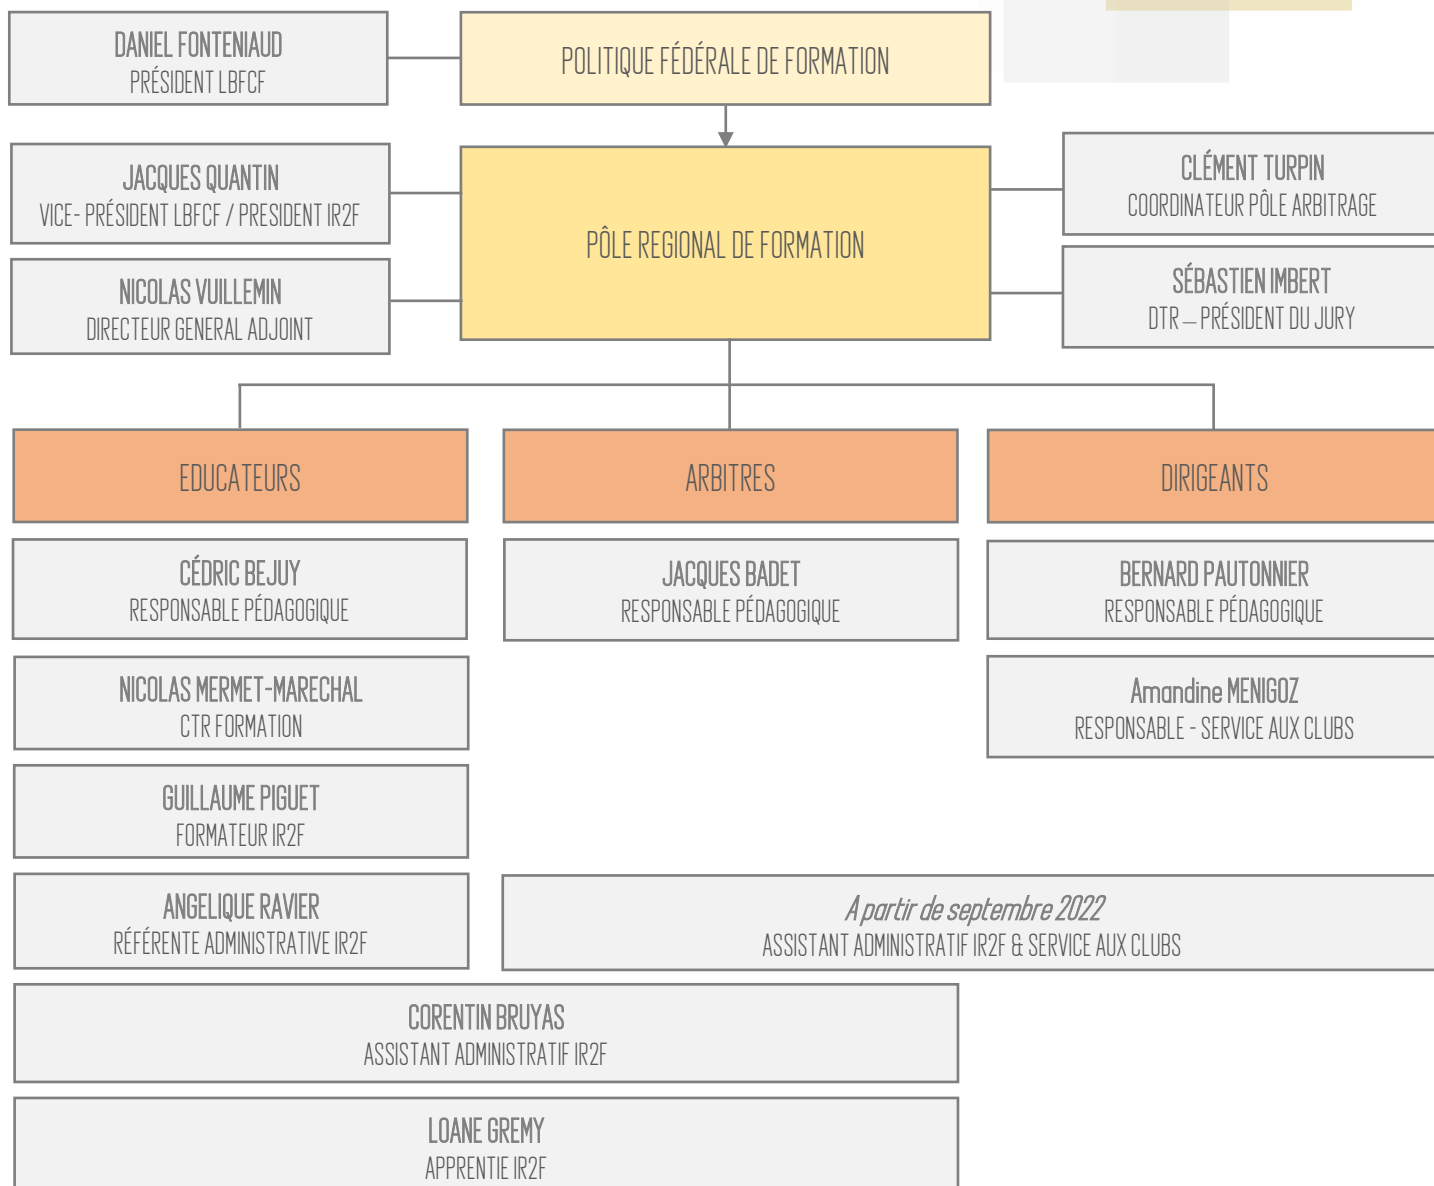 DANIEL FONTENIAUD
PRÉSIDENT LBFCF
POLITIQUE FÉDÉRALE DE FORMATION
JACQUES QUANTIN
VICE- PRÉSIDENT LBFCF / PRESIDENT IR2F
NICOLAS VUILLEMIN
DIRECTEUR GENERAL ADJOINT
PÔLE REGIONAL DE FORMATION
CLÉMENT TURPIN
COORDINATEUR PÔLE ARBITRAGE
SÉBASTIEN IMBERT
DTR – PRÉSIDENT DU JURY
EDUCATEURS
ARBITRES
DIRIGEANTS
CÉDRIC BEJUY
RESPONSABLE PÉDAGOGIQUE
JACQUES BADET
RESPONSABLE PÉDAGOGIQUE
BERNARD PAUTONNIER
RESPONSABLE PÉDAGOGIQUE
NICOLAS MERMET-MARECHAL
CTR FORMATION
Amandine MENIGOZ
RESPONSABLE - SERVICE AUX CLUBS
GUILLAUME PIGUET
FORMATEUR IR2F
ANGELIQUE RAVIER
RÉFÉRENTE ADMINISTRATIVE IR2F
A partir de septembre 2022
ASSISTANT ADMINISTRATIF IR2F & SERVICE AUX CLUBS
CORENTIN BRUYAS
ASSISTANT ADMINISTRATIF IR2F
LOANE GREMY
APPRENTIE IR2F